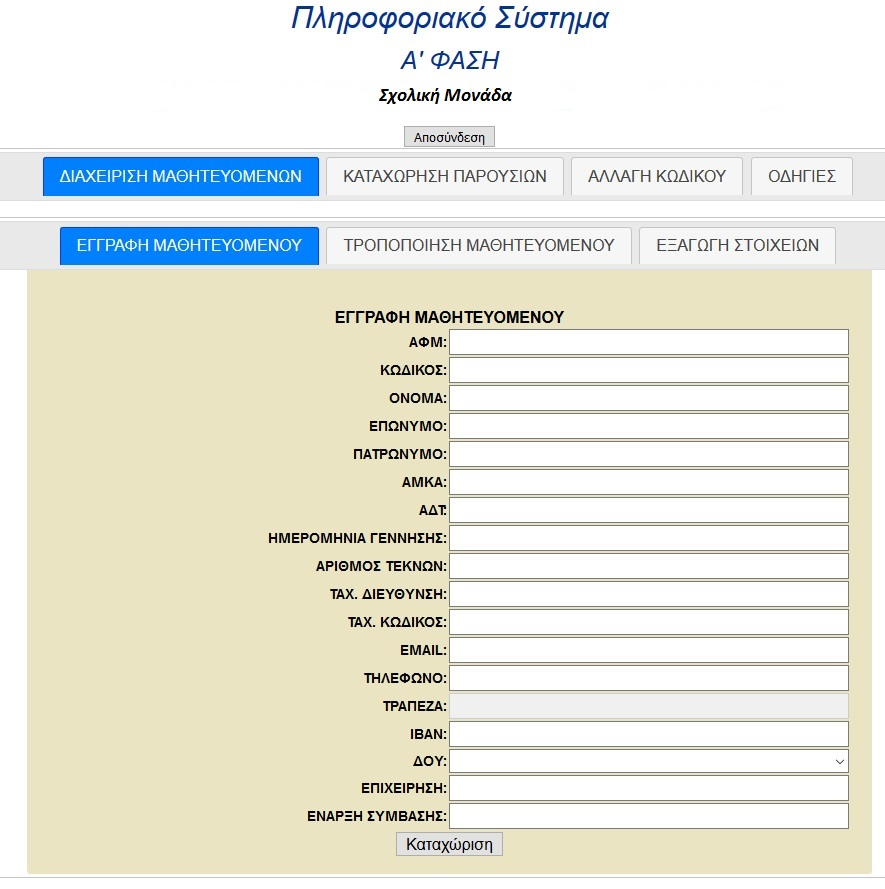 Πληροφοριακό Σύστημα
Α' ΦΑΣΗ
Σχολική Μονάδα
Αποσύνδεση
ΔΙΑΧΕΙΡΙΣΗ ΜΑΘΗΤΕΥΟΜΕΝΩΝ ΚΑΤΑΧΩΡΗΣΗ ΠΑΡΟΥΣΙΩΝ ΑΛΛΑΓΗ ΚΩΔΙΚΟΥ ΟΔΗΓΙΕΣ
ΕΓΓΡΑΦΗ ΜΑΘΗΤΕΥΟΜΕΝΟΥ ΤΡΟΠΟΠΟΙΗΣΗ ΜΑΘΗΤΕΥΟΜΕΝΟΥ ΕΞΑΓΩΓΗ ΣΤΟΙΧΕΙΩΝ
ΕΓΓΡΑΦΗ ΜΑΘΗΤΕΥΟΜΕΝΟΥ
ΑΦΜ:
ΚΩΔΙΚΟΣ:
ΟΝΟΜΑ:
ΕΠΩΝΥΜΟ:
ΠΑΤΡΩΝΥΜΟ:
ΑΜΚΑ:
ΑΔΤ:
ΗΜΕΡΟΜΗΝΙΑ ΓΕΝΝΗΣΗΣ:
ΑΡΙΘΜΟΣ ΤΕΚΝΩΝ:
ΤΑΧ. ΔΙΕΥΘΥΝΣΗ:
ΤΑΧ. ΚΩΔΙΚΟΣ:
EMAIL:
ΤΗΛΕΦΩΝΟ:
ΤΡΑΠΕΖΑ:
IBAN:
ΔΟΥ:
ΕΠΙΧΕΙΡΗΣΗ:
ΕΝΑΡΞΗ ΣΥΜΒΑΣΗΣ:
Καταχώριση